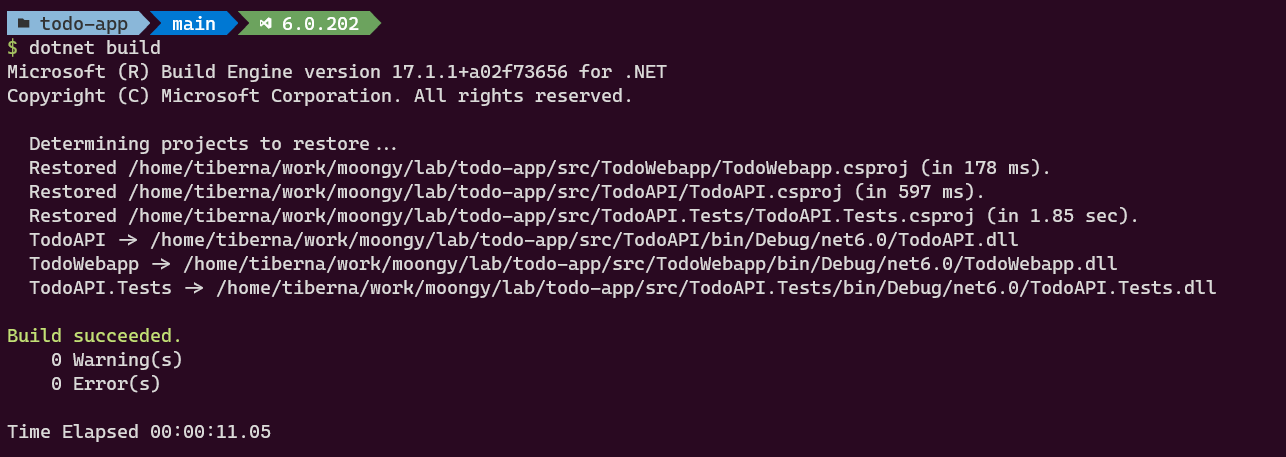 todo-app main 6.0.202
$ dotnet build
Microsoft (R) Build Engine version 17.1.1+a02f73656 for .NET
Copyright (C) Microsoft Corporation. All rights reserved.
Determining projects to restore...
Restored /home/tiberna/work/moongy/lab/todo-app/src/TodoWebapp/TodoWebapp.csproj (in 178 ms).
Restored /home/tiberna/work/moongy/lab/todo-app/src/TodoAPI/TodoAPI.csproj (in 597 ms).
Restored /home/tiberna/work/moongy/lab/todo-app/src/TodoAPI.Tests/TodoAPI.Tests.csproj (in 1.85 sec).
TodoAPI -> /home/tiberna/work/moongy/lab/todo-app/src/TodoAPI/bin/Debug/net6.0/TodoAPI.dll
TodoWebapp -> /home/tiberna/work/moongy/lab/todo-app/src/TodoWebapp/bin/Debug/net6.0/TodoWebapp.dll
TodoAPI.Tests -> /home/tiberna/work/moongy/lab/todo-app/src/TodoAPI.Tests/bin/Debug/net6.0/TodoAPI.Tests.dll
Build succeeded.
0 Warning(s)
0 Error(s)
Time Elapsed 00:00:11.05